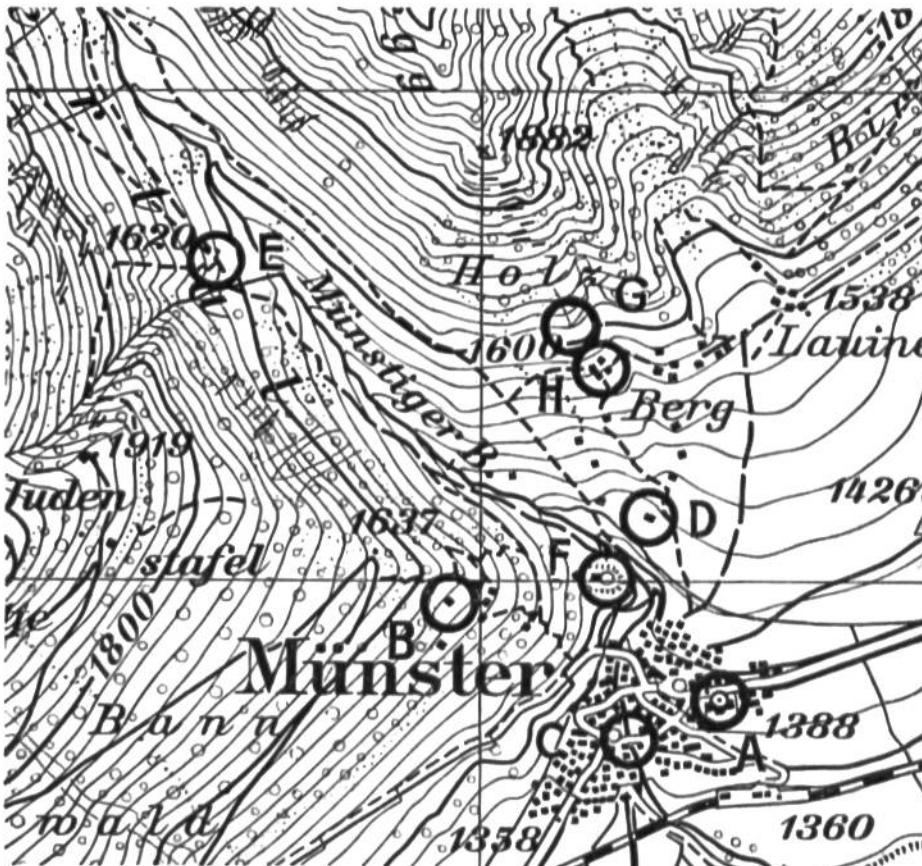 1882
1620
E
Holz
G
1538
1600
Lauine
Münstiger B.
H
Berg
1919
1426
1637
D
stafel
F
1800
B
Münster
Bann
1388
C
A
wald
1358
1360